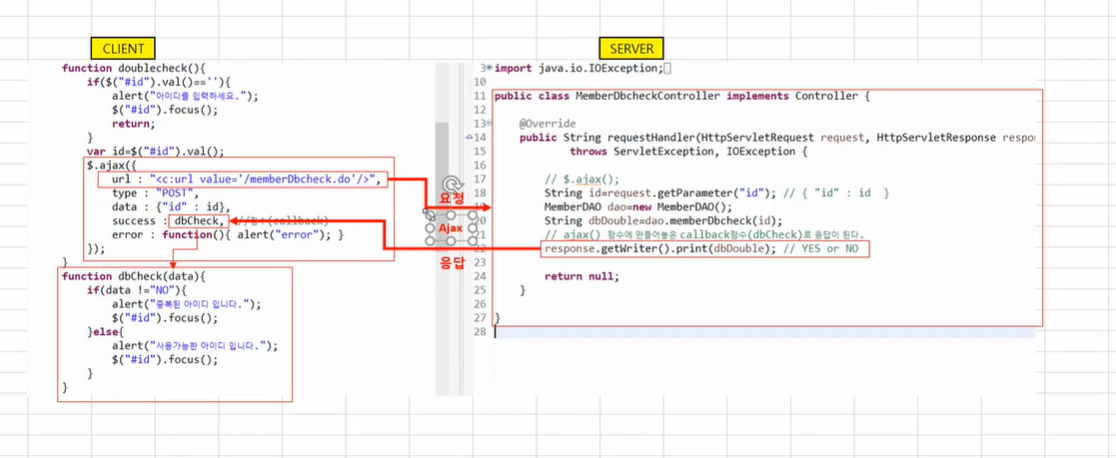 CLIENT
function doublecheck(){
if($("#id").val()==''){
alert("아이디를 입력하세요.");
$("#id").focus();
return;
}
var id=$("#id").val();
$.ajax({
url : "<c:url value='/memberDbcheck.do'/>",
type : "POST",
data : {"id" : id},
success : dbCheck, //함수(callback)
error : function(){ alert("error"); }
});
}
function dbCheck(data){
if(data !="NO"){
alert("중복된 아이디 입니다.");
$("#id").focus();
}else{
alert("사용가능한 아이디 입니다.");
$("#id").focus();
}
}
요청
Ajax
응답
SERVER
3 import java.io.IOException;
10
11 public class MemberDbcheckController implements Controller {
12
13 @Override
14 public String requestHandler(HttpServletRequest request, HttpServletResponse
15 throws ServletException, IOException {
16
17 // $.ajax();
18 String id=request.getParameter("id"); // { "id" : id }
19 MemberDAO dao=new MemberDAO();
20 String dbDouble=dao.memberDbcheck(id);
21 // ajax() 함수에 만들어놓은 callback함수(dbCheck)로 응답이 된다.
22 response.getWriter().print(dbDouble); // YES or NO
23
24 return null;
25 }
26
27 }
28